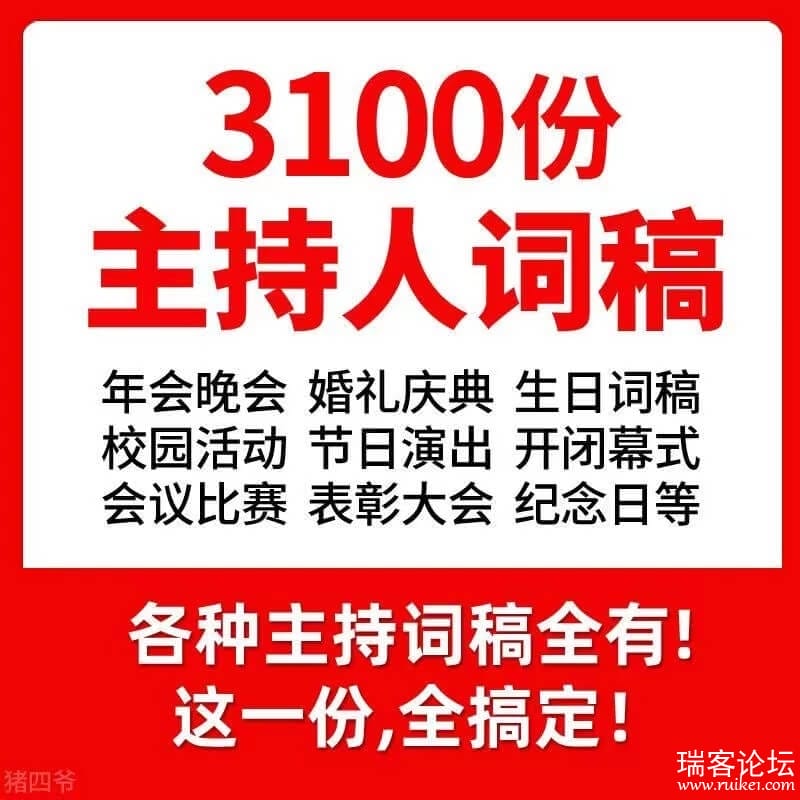 3100份
主持人词稿
年会晚会 婚礼庆典 生日词稿
校园活动 节日演出 开闭幕式
会议比赛 表彰大会 纪念日等
各种主持词稿全有!
这一份,全搞定!
猪四爷
瑞客论坛
www.ruike1.com